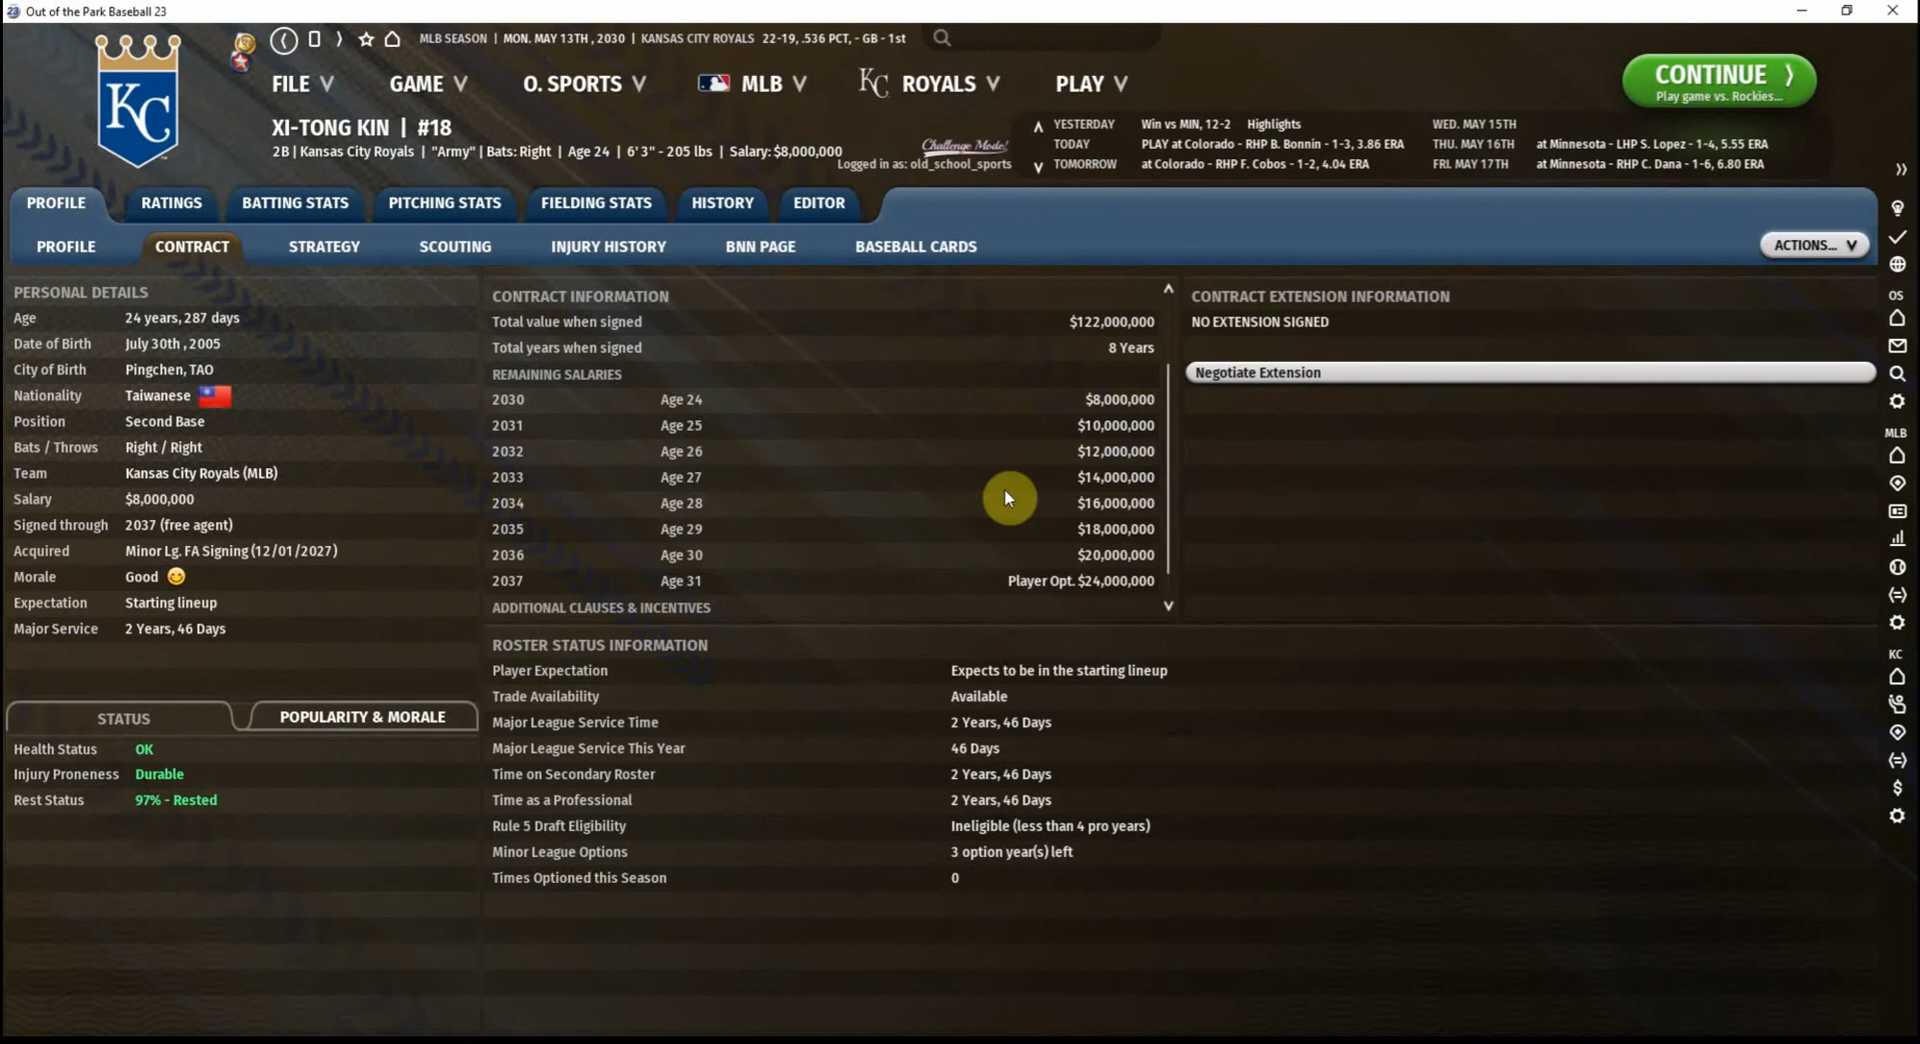 23 Out of the Park Baseball 23
MLB SEASON | MON. MAY 13TH , 2030 | KANSAS CITY ROYALS 22-19, .536 PCT, - GB - 1st
FILE GAME O. SPORTS MLB ROYALS PLAY
CONTINUE
Play game vs. Rockies...
KC
XI-TONG KIN | #18
2B | Kansas City Royals | "Army" | Bats: Right | Age 24 | 6' 3" - 205 lbs | Salary: $8,000,000
Challenge Mode!
Logged in as: old_school_sports
YESTERDAY Win vs MIN, 12-2 Highlights WED. MAY 15TH
TODAY PLAY at Colorado - RHP B. Bonnin - 1-3, 3.86 ERA THU. MAY 16TH at Minnesota - LHP S. Lopez - 1-4, 5.55 ERA
TOMORROW at Colorado - RHP F. Cobos - 1-2, 4.04 ERA FRI. MAY 17TH at Minnesota - RHP C. Dana - 1-6, 6.80 ERA
PROFILE RATINGS BATTING STATS PITCHING STATS FIELDING STATS HISTORY EDITOR
PROFILE CONTRACT STRATEGY SCOUTING INJURY HISTORY BNN PAGE BASEBALL CARDS
ACTIONS...
PERSONAL DETAILS
Age 24 years, 287 days
Date of Birth July 30th , 2005
City of Birth Pingchen, TAO
Nationality Taiwanese
Position Second Base
Bats / Throws Right / Right
Team Kansas City Royals (MLB)
Salary $8,000,000
Signed through 2037 (free agent)
Acquired Minor Lg. FA Signing (12/01/2027)
Morale Good
Expectation Starting lineup
Major Service 2 Years, 46 Days
STATUS POPULARITY & MORALE
Health Status OK
Injury Proneness Durable
Rest Status 97% - Rested
CONTRACT INFORMATION
Total value when signed $122,000,000
Total years when signed 8 Years
REMAINING SALARIES
2030 Age 24 $8,000,000
2031 Age 25 $10,000,000
2032 Age 26 $12,000,000
2033 Age 27 $14,000,000
2034 Age 28 $16,000,000
2035 Age 29 $18,000,000
2036 Age 30 $20,000,000
2037 Age 31 Player Opt. $24,000,000
ADDITIONAL CLAUSES & INCENTIVES
CONTRACT EXTENSION INFORMATION
NO EXTENSION SIGNED
Negotiate Extension
ROSTER STATUS INFORMATION
Player Expectation Expects to be in the starting lineup
Trade Availability Available
Major League Service Time 2 Years, 46 Days
Major League Service This Year 46 Days
Time on Secondary Roster 2 Years, 46 Days
Time as a Professional 2 Years, 46 Days
Rule 5 Draft Eligibility Ineligible (less than 4 pro years)
Minor League Options 3 option year(s) left
Times Optioned this Season 0
OS
MLB
KC